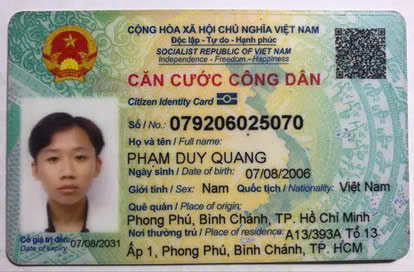 CỘNG HÒA XÃ HỘI CHỦ NGHĨA VIỆT NAM
Độc lập - Tự do - Hạnh phúc
SOCIALIST REPUBLIC OF VIET NAM
Independence - Freedom - Happiness
CĂN CƯỚC CÔNG DÂN
Citizen Identity Card
Số / No.: 079206025070
Họ và tên / Full name:
PHẠM DUY QUANG
Ngày sinh / Date of birth: 07/08/2006
Giới tính / Sex: Nam Quốc tịch / Nationality: Việt Nam
Quê quán / Place of origin:
Phong Phú, Bình Chánh, TP. Hồ Chí Minh
Nơi thường trú / Place of residence: A13/393A Tổ 13
Ấp 1, Phong Phú, Bình Chánh, TP. HCM
Có giá trị đến: 07/08/2031
Date of expiry